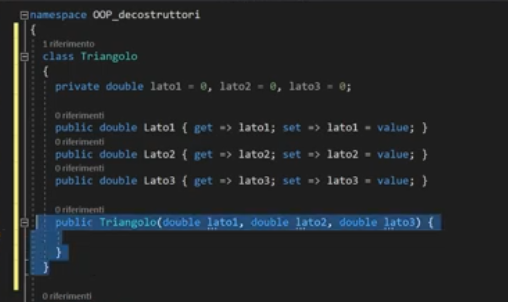 namespace OOP_decostruttori
{
1 riferimento
class Triangolo
{
private double lato1 = 0, lato2 = 0, lato3 = 0;
0 riferimenti
public double Lato1 { get => lato1; set => lato1 = value; }
0 riferimenti
public double Lato2 { get => lato2; set => lato2 = value; }
0 riferimenti
public double Lato3 { get => lato3; set => lato3 = value; }
0 riferimenti
public Triangolo(double lato1, double lato2, double lato3) {
}
}
0 riferimenti